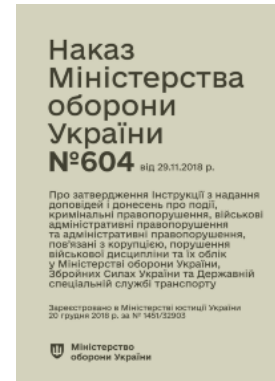 Наказ
Міністерства
оборони
України
№604 від 29.11.2018 р.
Про затвердження Інструкції з надання
доповідей і донесень про події,
кримінальні правопорушення, військові
адміністративні правопорушення
та адміністративні правопорушення,
пов'язані з корупцією, порушення
військової дисципліни та їх облік
у Міністерстві оборони України,
Збройних Силах України та Державній
спеціальній службі транспорту
Зареєстровано в Міністерстві юстиції України
20 грудня 2018 р. за № 1451/32903
Міністерство
оборони України